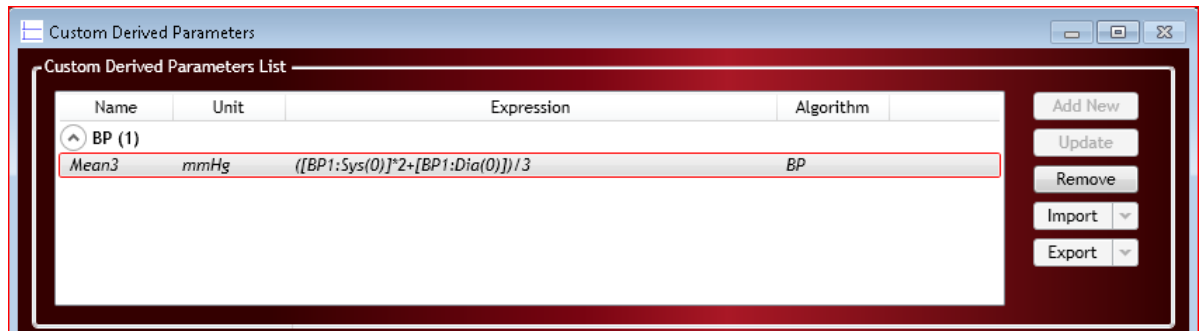 Custom Derived Parameters
Custom Derived Parameters List
Name Unit Expression Algorithm
BP (1)
Mean3 mmHg ([BP1:Sys(0)]*2+[BP1:Dia(0)])/3 BP
Add New
Update
Remove
Import
Export